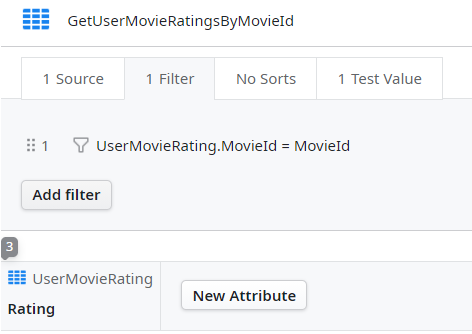 GetUserMovieRatingsByMovieId
1 Source
1 Filter
No Sorts
1 Test Value
1
UserMovieRating.MovieId = MovieId
Add filter
3
UserMovieRating
Rating
New Attribute